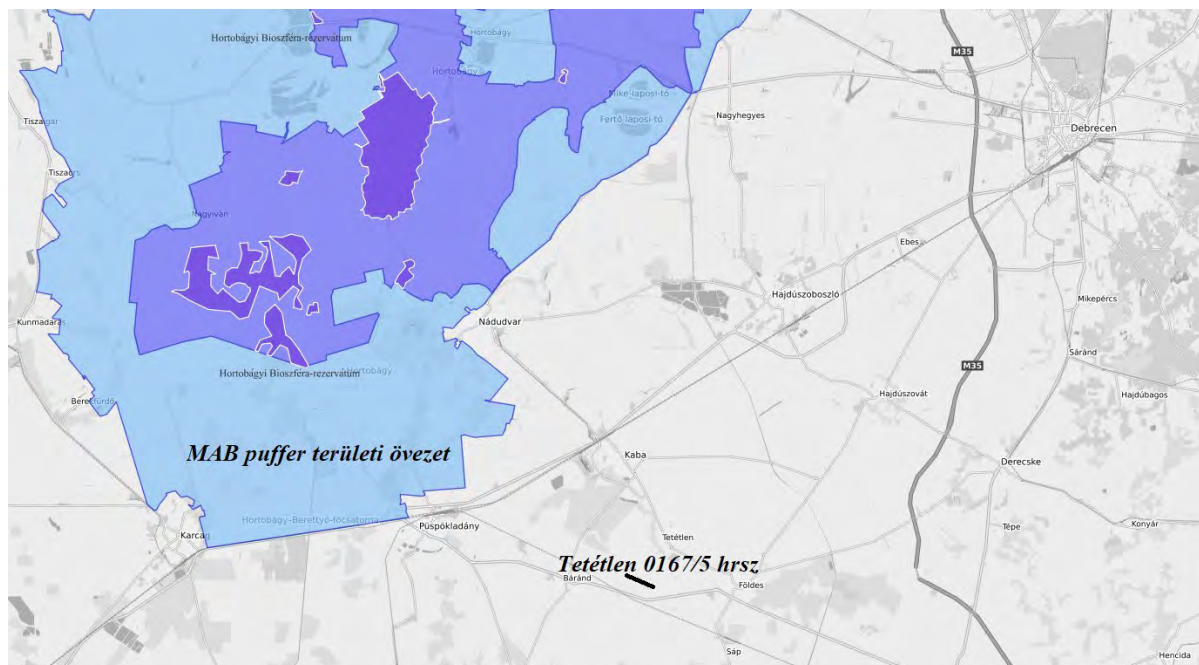 Hortobágyi Bioszféra-rezervátum
Hortobágy
M35
Hortobágy
Mike-laposi-tó
Nagyhegyes
Fertő-laposi-tó
Debrecen
Nagyiván
Ebes
Hajdúszoboszló
Mikepércs
Kunmadaras
Nádudvar
Sáránd
M35
Hortobágyi Bioszféra-rezervátum
Hortobágy
Hajdúszovát
Hajdúbagos
Berekfürdő
MAB puffer területi övezet
Kaba
Derecske
Hortobágy-Berettyó-főcsatorna
Püspökladány
Tépe
Konyár
Karcag
Tetétlen
Tetétlen 0167/5 hrsz
Báránd
Földes
Sáp
Hencida